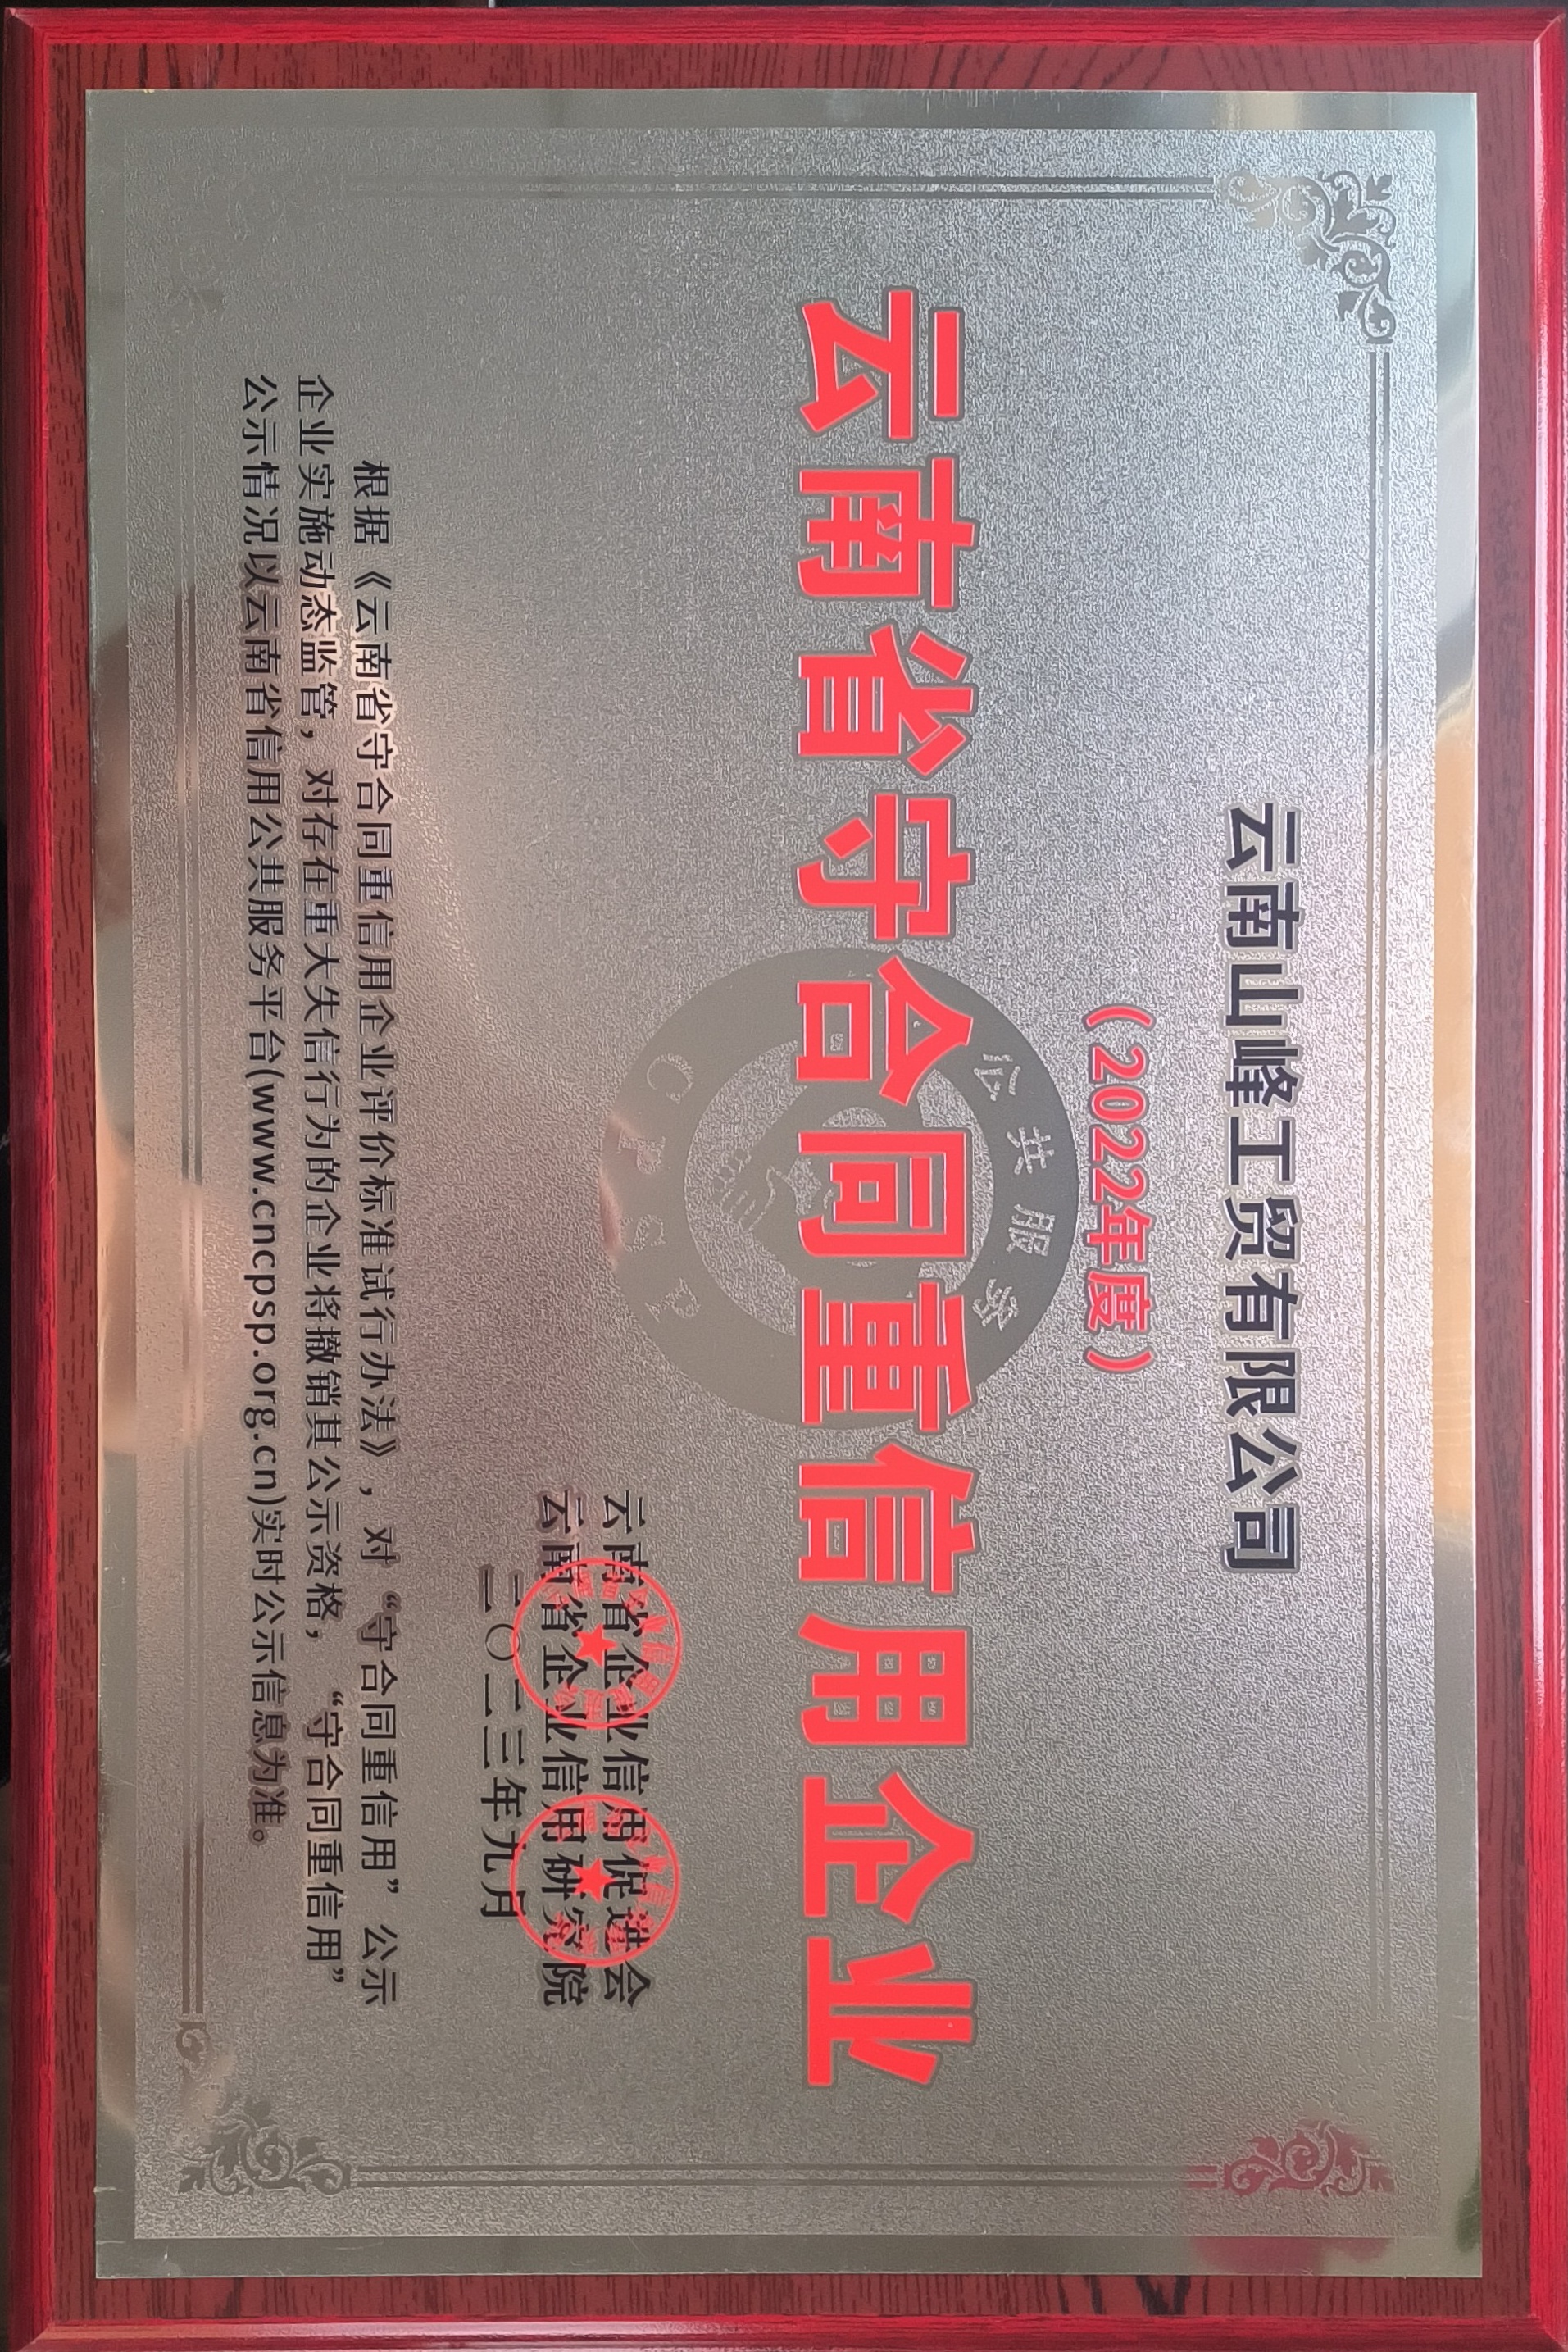 云南山峰工贸有限公司
（2022年度）
公共服务
云南省守合同重信用企业
CPSP
云南省企业信用促进会
云南省企业信用研究院
二〇二三年九月
根据《云南省守合同重信用企业评价标准试行办法》，对“守合同重信用”公示
企业实施动态监管，对存在重大失信行为的企业将撤销其公示资格，“守合同重信用”
公示情况以云南省信用公共服务平台(www.cncpsp.org.cn)实时公示信息为准。